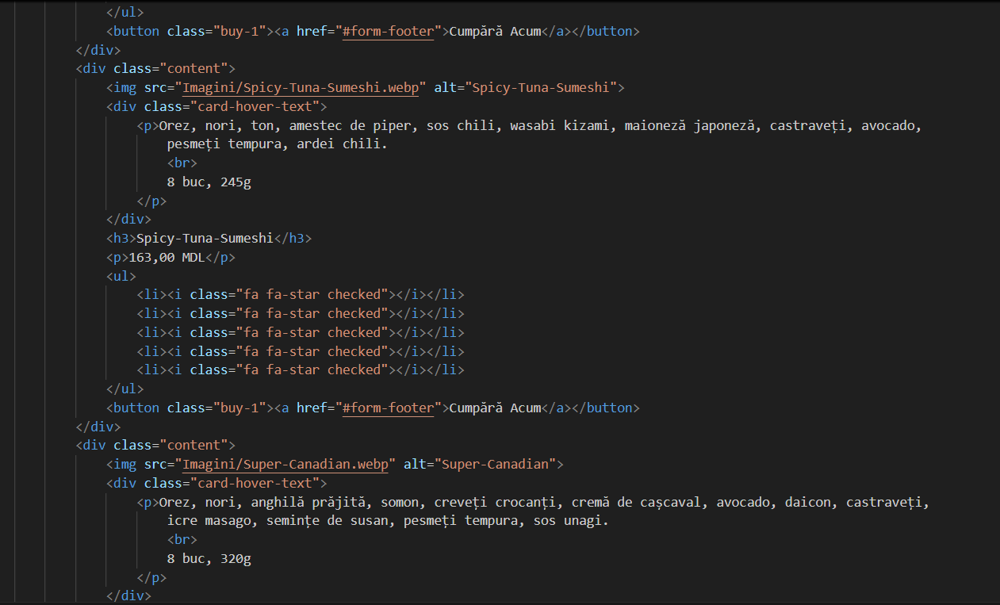 </ul>
<button class="buy-1"><a href="#form-footer">Cumpără Acum</a></button>
</div>
<div class="content">
<img src="Imagini/Spicy-Tuna-Sumeshi.webp" alt="Spicy-Tuna-Sumeshi">
<div class="card-hover-text">
<p>Orez, nori, ton, amestec de piper, sos chili, wasabi kizami, maioneză japoneză, castraveți, avocado,
pesmeți tempura, ardei chili.
<br>
8 buc, 245g
</p>
</div>
<h3>Spicy-Tuna-Sumeshi</h3>
<p>163,00 MDL</p>
<ul>
<li><i class="fa fa-star checked"></i></li>
<li><i class="fa fa-star checked"></i></li>
<li><i class="fa fa-star checked"></i></li>
<li><i class="fa fa-star checked"></i></li>
<li><i class="fa fa-star checked"></i></li>
</ul>
<button class="buy-1"><a href="#form-footer">Cumpără Acum</a></button>
</div>
<div class="content">
<img src="Imagini/Super-Canadian.webp" alt="Super-Canadian">
<div class="card-hover-text">
<p>Orez, nori, anghilă prăjită, somon, creveți crocanți, cremă de cașcaval, avocado, daicon, castraveți,
icre masago, semințe de susan, pesmeți tempura, sos unagi.
<br>
8 buc, 320g
</p>
</div>